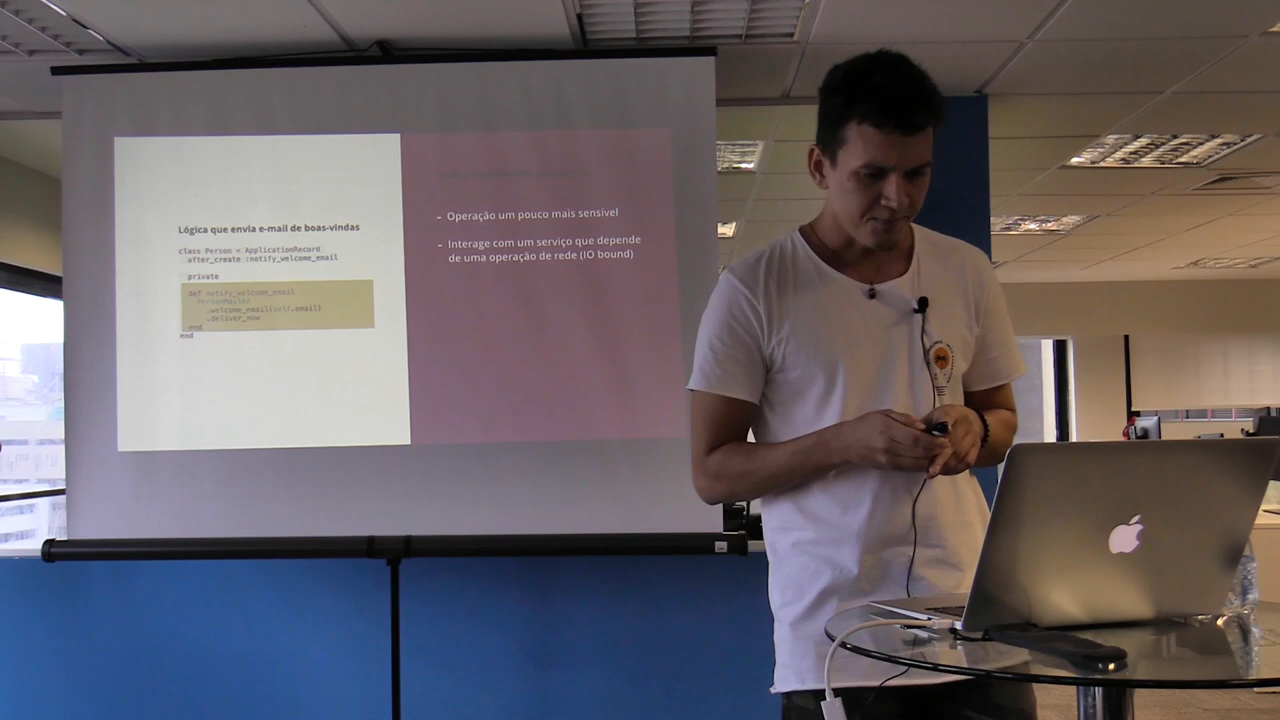 Lógica que envia e-mail de boas-vindas
class Person < ApplicationRecord
after_create :notify_welcome_email
private
def notify_welcome_email
PersonMailer
.welcome_email(self.email)
.deliver_now
end
end
- Operação um pouco mais sensível
- Interage com um serviço que depende
de uma operação de rede (IO bound)